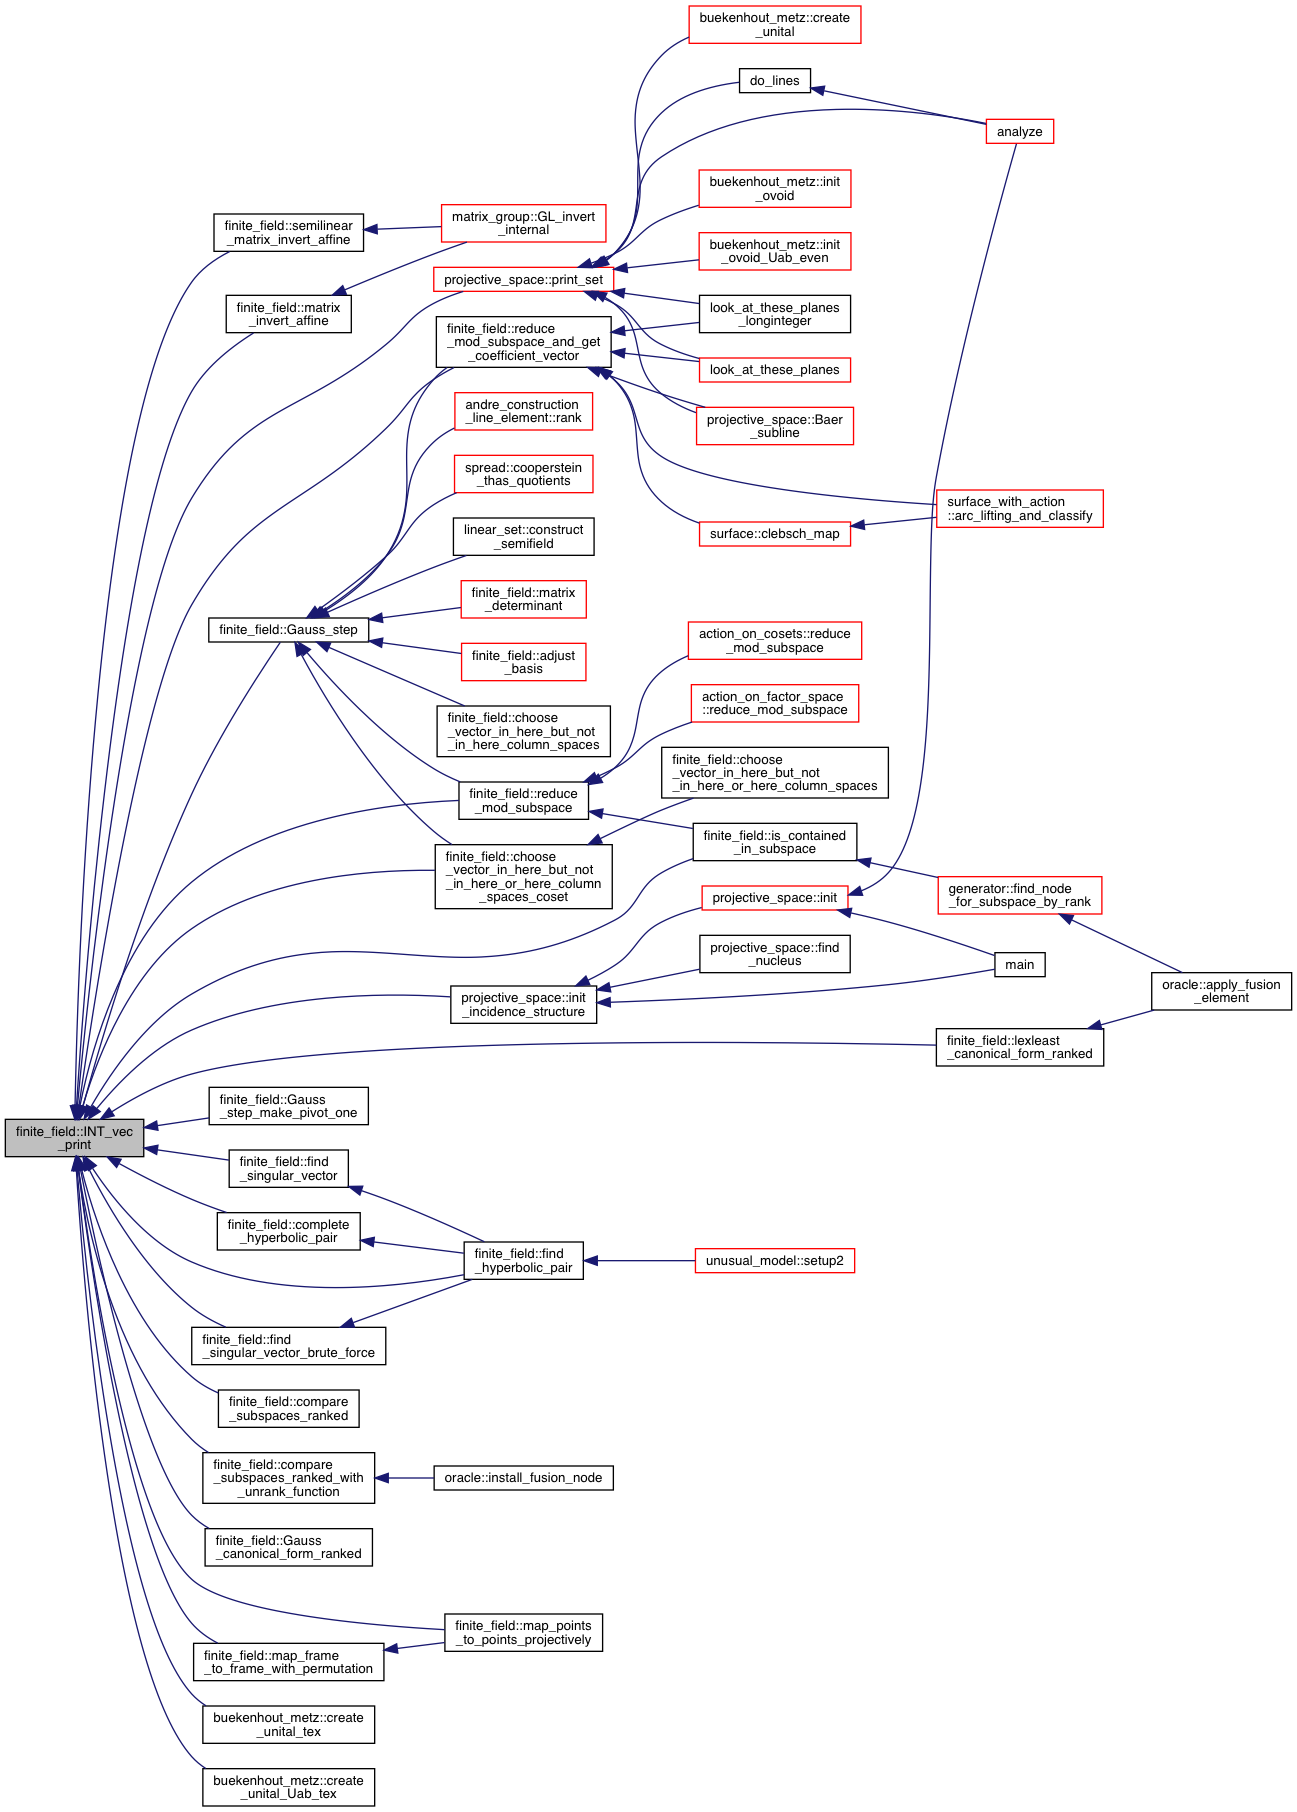 buekenhout_metz::create
_unital
do_lines
analyze
buekenhout_metz::init
_ovoid
finite_field::semilinear
_matrix_invert_affine
matrix_group::GL_invert
_internal
buekenhout_metz::init
_ovoid_Uab_even
projective_space::print_set
finite_field::matrix
_invert_affine
look_at_these_planes
_longinteger
finite_field::reduce
_mod_subspace_and_get
_coefficient_vector
look_at_these_planes
andre_construction
_line_element::rank
projective_space::Baer
_subline
spread::cooperstein
_thas_quotients
surface_with_action
::arc_lifting_and_classify
linear_set::construct
_semifield
surface::clebsch_map
finite_field::matrix
_determinant
finite_field::Gauss_step
action_on_cosets::reduce
_mod_subspace
finite_field::adjust
_basis
action_on_factor_space
::reduce_mod_subspace
finite_field::choose
_vector_in_here_but_not
_in_here_column_spaces
finite_field::choose
_vector_in_here_but_not
_in_here_or_here_column_spaces
finite_field::reduce
_mod_subspace
finite_field::is_contained
_in_subspace
finite_field::choose
_vector_in_here_but_not
_in_here_or_here_column
_spaces_coset
generator::find_node
_for_subspace_by_rank
projective_space::init
projective_space::find
_nucleus
main
oracle::apply_fusion
_element
projective_space::init
_incidence_structure
finite_field::lexleast
_canonical_form_ranked
finite_field::Gauss
_step_make_pivot_one
finite_field::INT_vec
_print
finite_field::find
_singular_vector
finite_field::complete
_hyperbolic_pair
finite_field::find
_hyperbolic_pair
unusual_model::setup2
finite_field::find
_singular_vector_brute_force
finite_field::compare
_subspaces_ranked
finite_field::compare
_subspaces_ranked_with
_unrank_function
oracle::install_fusion_node
finite_field::Gauss
_canonical_form_ranked
finite_field::map_points
_to_points_projectively
finite_field::map_frame
_to_frame_with_permutation
buekenhout_metz::create
_unital_tex
buekenhout_metz::create
_unital_Uab_tex